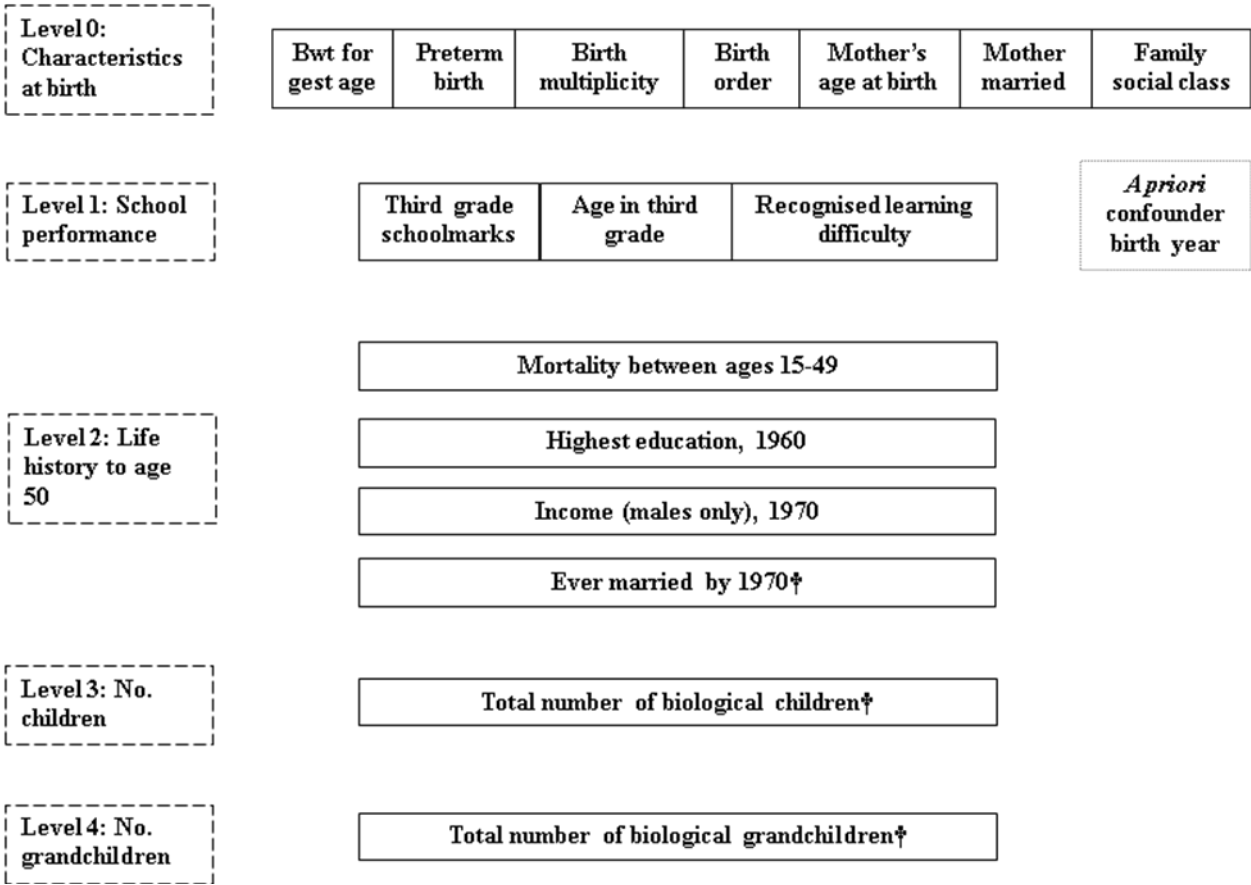 Level 0:
Characteristics
at birth
Bwt for
gest age
Preterm
birth
Birth
multiplicity
Birth
order
Mother's
age at birth
Mother
married
Family
social class
Level 1: School
performance
Third grade
schoolmarks
Age in third
grade
Recognised learning
difficulty
A priori
confounder
birth year
Mortality between ages 15-49
Level 2: Life
history to age
50
Highest education, 1960
Income (males only), 1970
Ever married by 1970†
Level 3: No.
children
Total number of biological children†
Level 4: No.
grandchildren
Total number of biological grandchildren†